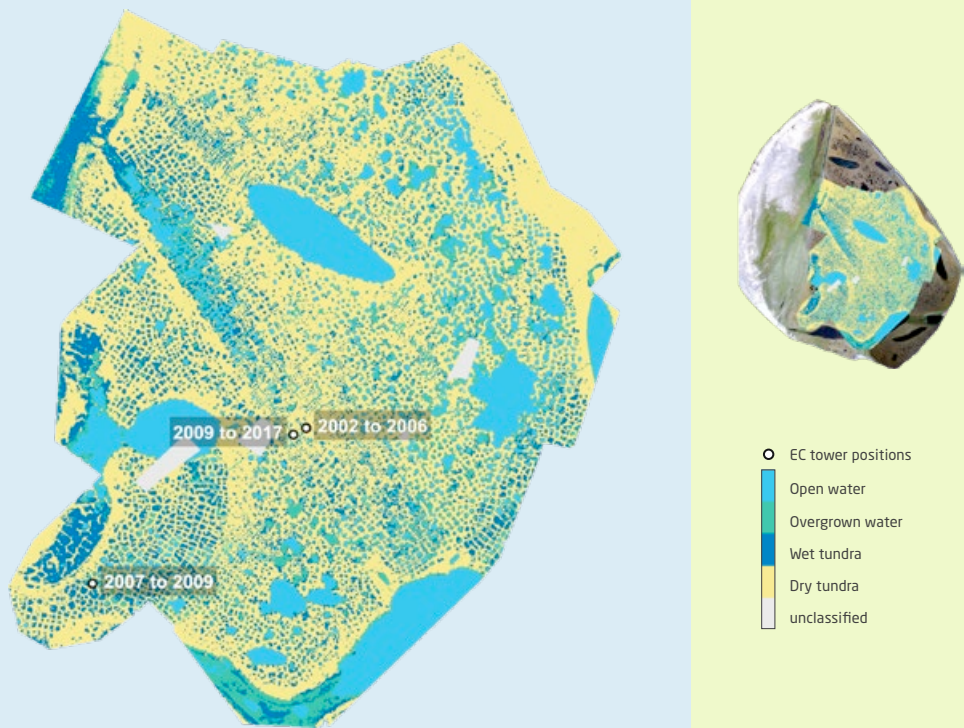 2009 to 2017
2002 to 2006
2007 to 2009
EC tower positions
Open water
Overgrown water
Wet tundra
Dry tundra
unclassified